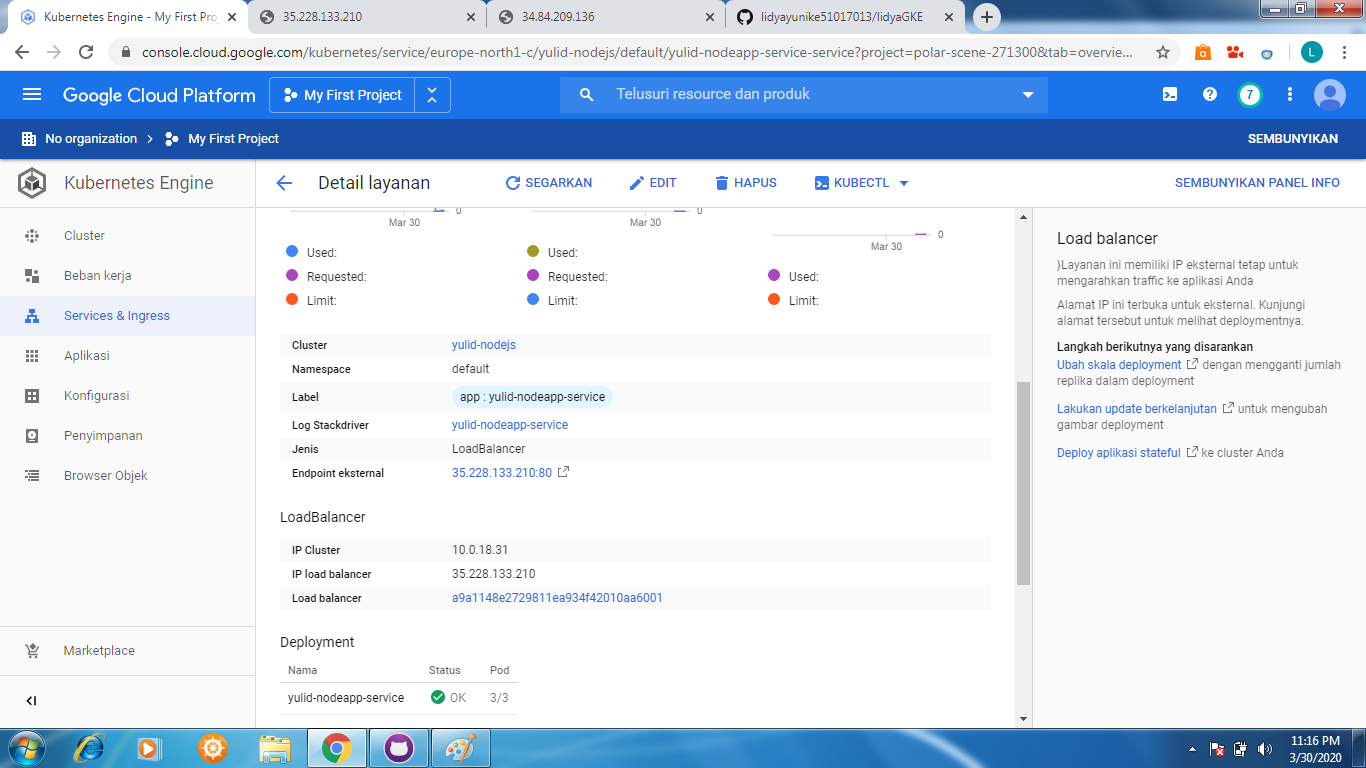 Kubernetes Engine - My First Pro
35.228.133.210
34.84.209.136
lidyayunike51017013/lidyaGKE
console.cloud.google.com/kubernetes/service/europe-north1-c/yulid-nodejs/default/yulid-nodeapp-service-service?project=polar-scene-271300&tab=overvie...
L
Google Cloud Platform
My First Project
Telusuri resource dan produk
7
No organization
My First Project
SEMBUNYIKAN
Kubernetes Engine
Detail layanan
SEGARKAN
EDIT
HAPUS
KUBECTL
SEMBUNYIKAN PANEL INFO
Cluster
Beban kerja
Services & Ingress
Aplikasi
Konfigurasi
Penyimpanan
Browser Objek
Marketplace
0
Mar 30
Used:
Requested:
Limit:
0
Mar 30
Used:
Requested:
Limit:
0
Mar 30
Used:
Limit:
Cluster yulid-nodejs
Namespace default
Label app : yulid-nodeapp-service
Log Stackdriver yulid-nodeapp-service
Jenis LoadBalancer
Endpoint eksternal 35.228.133.210:80
LoadBalancer
IP Cluster 10.0.18.31
IP load balancer 35.228.133.210
Load balancer a9a1148e2729811ea934f42010aa6001
Deployment
Nama Status Pod
yulid-nodeapp-service OK 3/3
Load balancer
}Layanan ini memiliki IP eksternal tetap untuk
mengarahkan traffic ke aplikasi Anda
Alamat IP ini terbuka untuk eksternal. Kunjungi
alamat tersebut untuk melihat deploymentnya.
Langkah berikutnya yang disarankan
Ubah skala deployment dengan mengganti jumlah
replika dalam deployment
Lakukan update berkelanjutan untuk mengubah
gambar deployment
Deploy aplikasi stateful ke cluster Anda
11:16 PM
3/30/2020